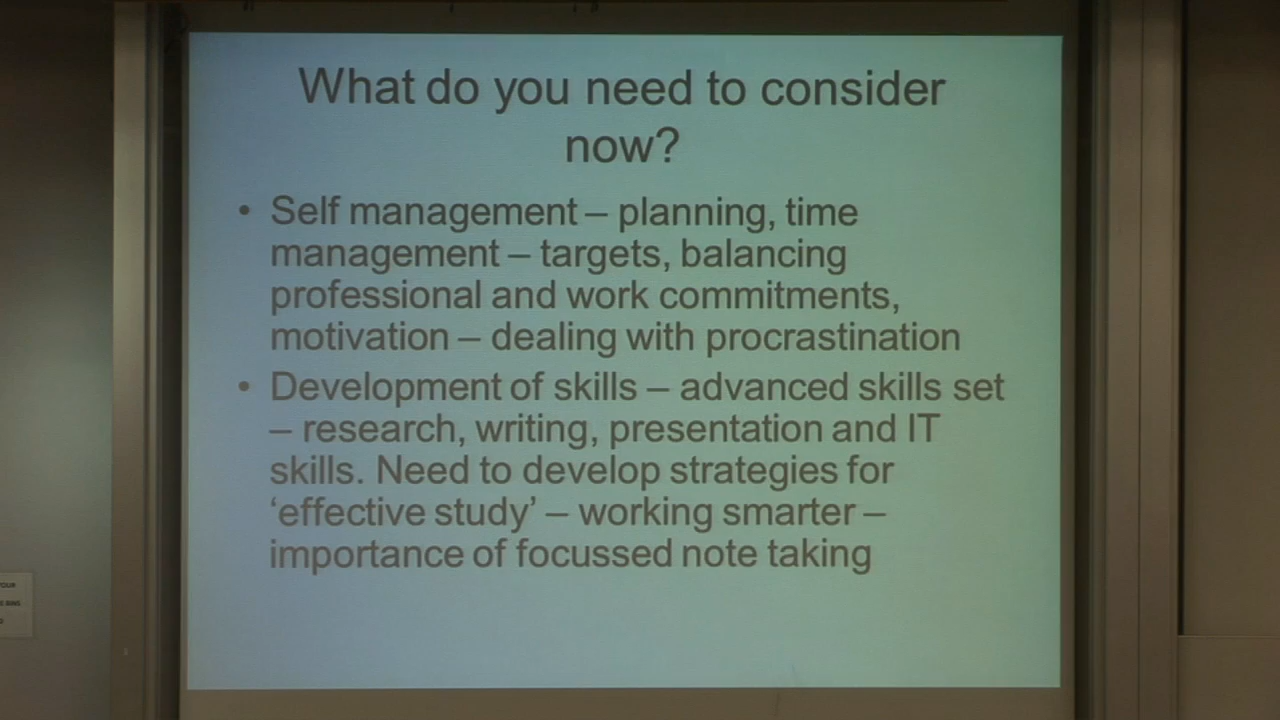 What do you need to consider
now?
• Self management – planning, time
management – targets, balancing
professional and work commitments,
motivation – dealing with procrastination
• Development of skills – advanced skills set
– research, writing, presentation and IT
skills. Need to develop strategies for
‘effective study’ – working smarter –
importance of focussed note taking